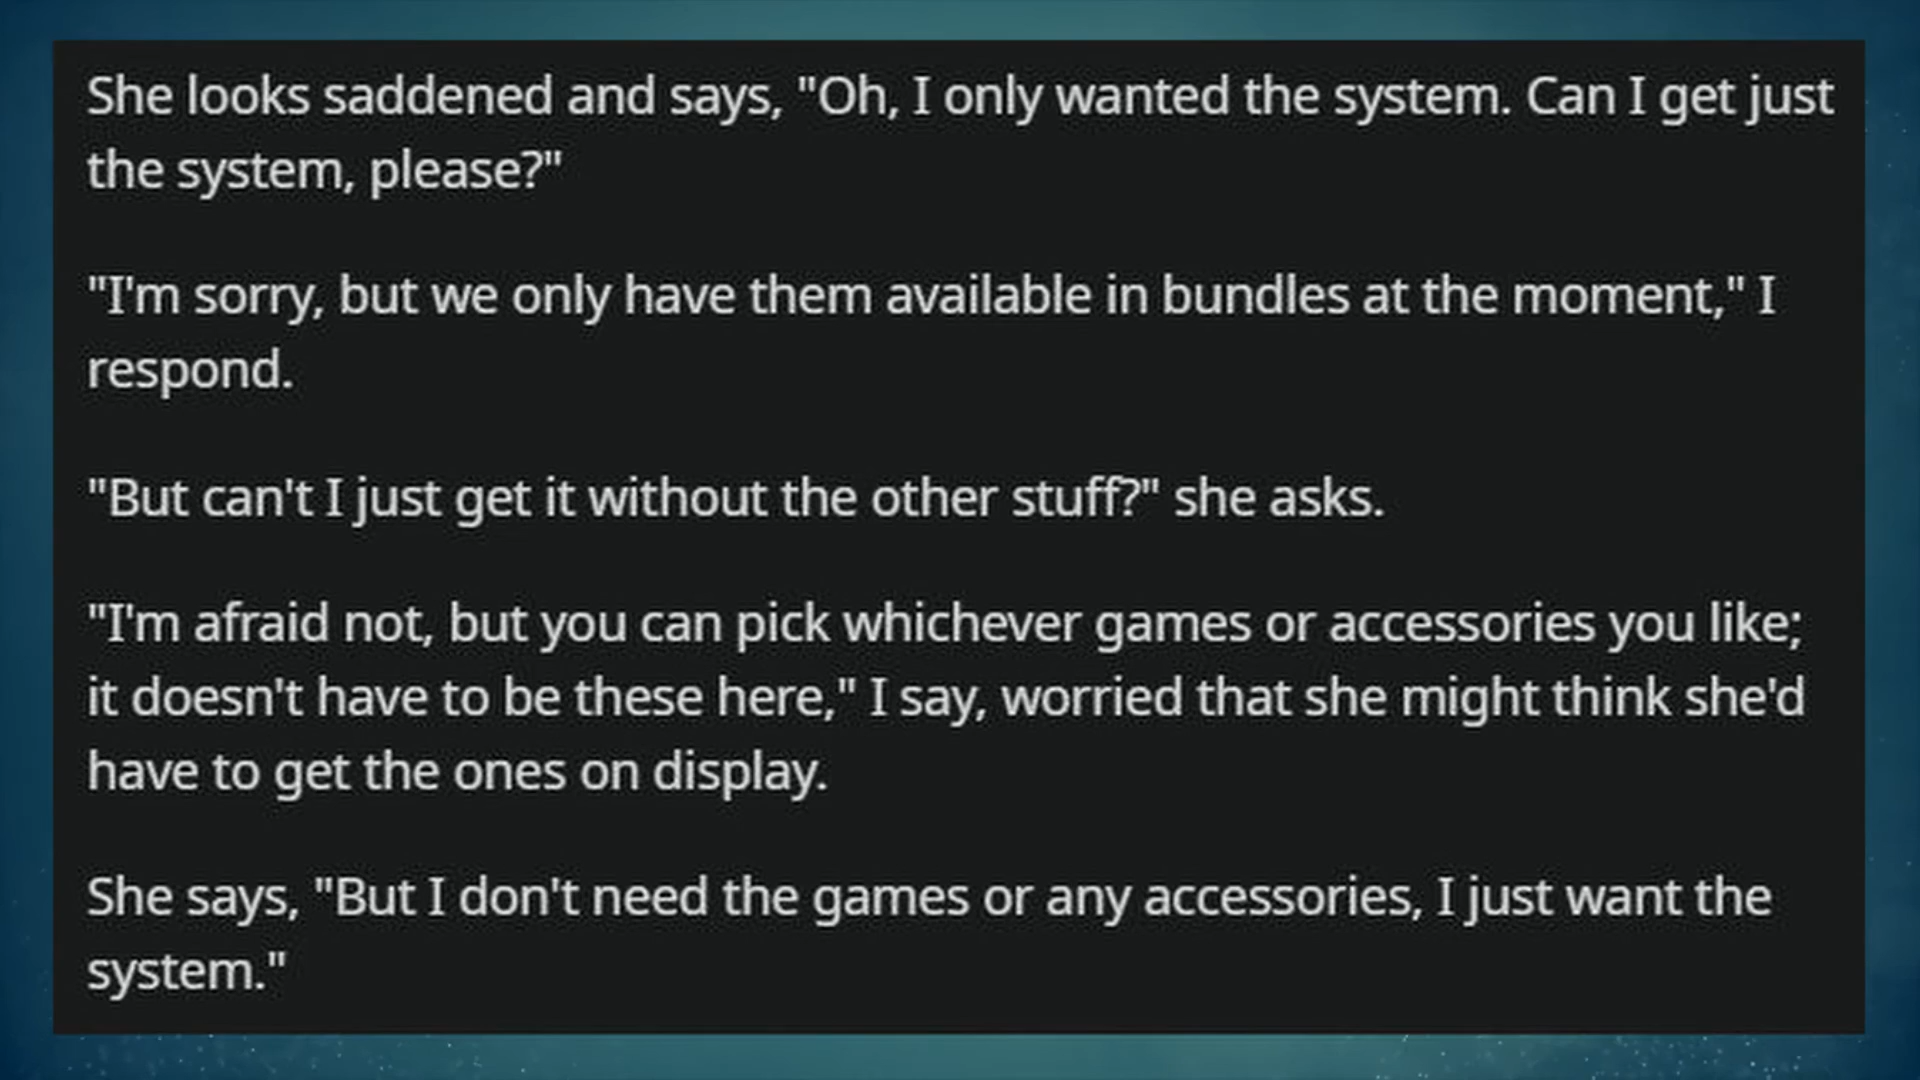 She looks saddened and says, "Oh, I only wanted the system. Can I get just
the system, please?"
"I'm sorry, but we only have them available in bundles at the moment," I
respond.
"But can't I just get it without the other stuff?" she asks.
"I'm afraid not, but you can pick whichever games or accessories you like;
it doesn't have to be these here," I say, worried that she might think she'd
have to get the ones on display.
She says, "But I don't need the games or any accessories, I just want the
system."